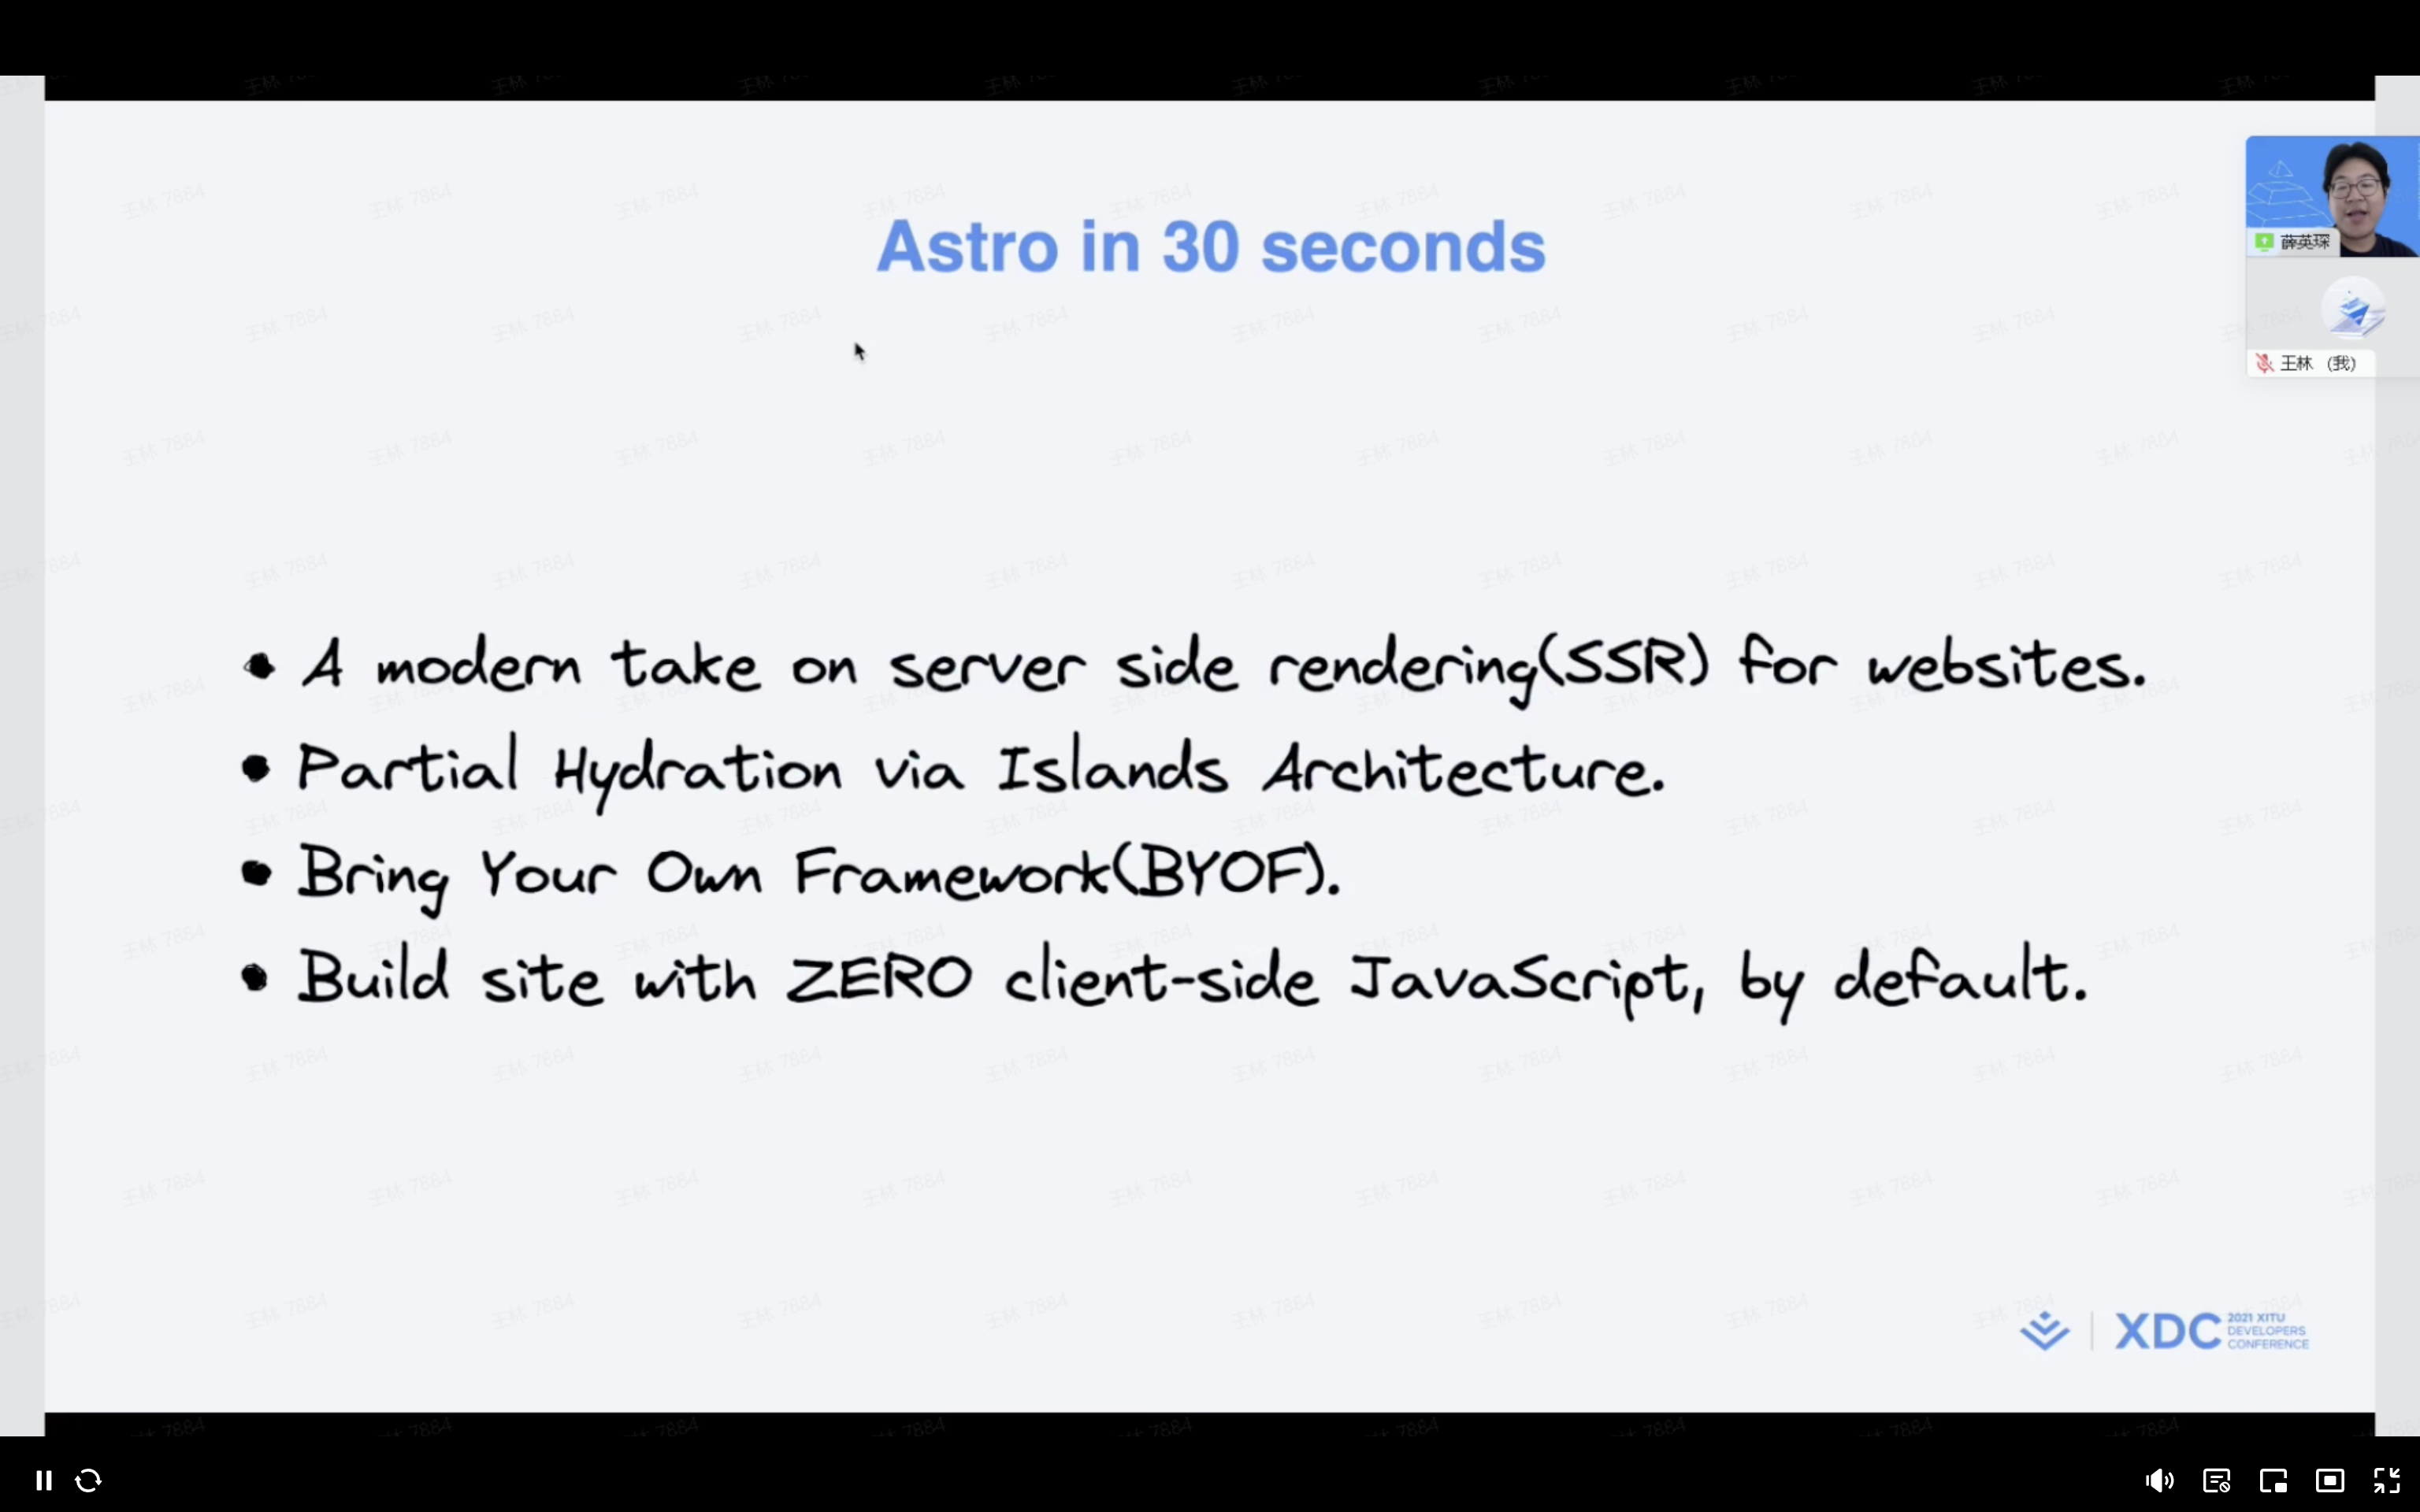 Astro in 30 seconds
薛英琛
王林 (我)
• A modern take on server side rendering(SSR) for websites.
• Partial Hydration via Islands Architecture.
• Bring Your Own Framework(BYOF).
• Build site with ZERO client-side JavaScript, by default.
XDC
2021 XITU
DEVELOPERS
CONFERENCE
王林 7884